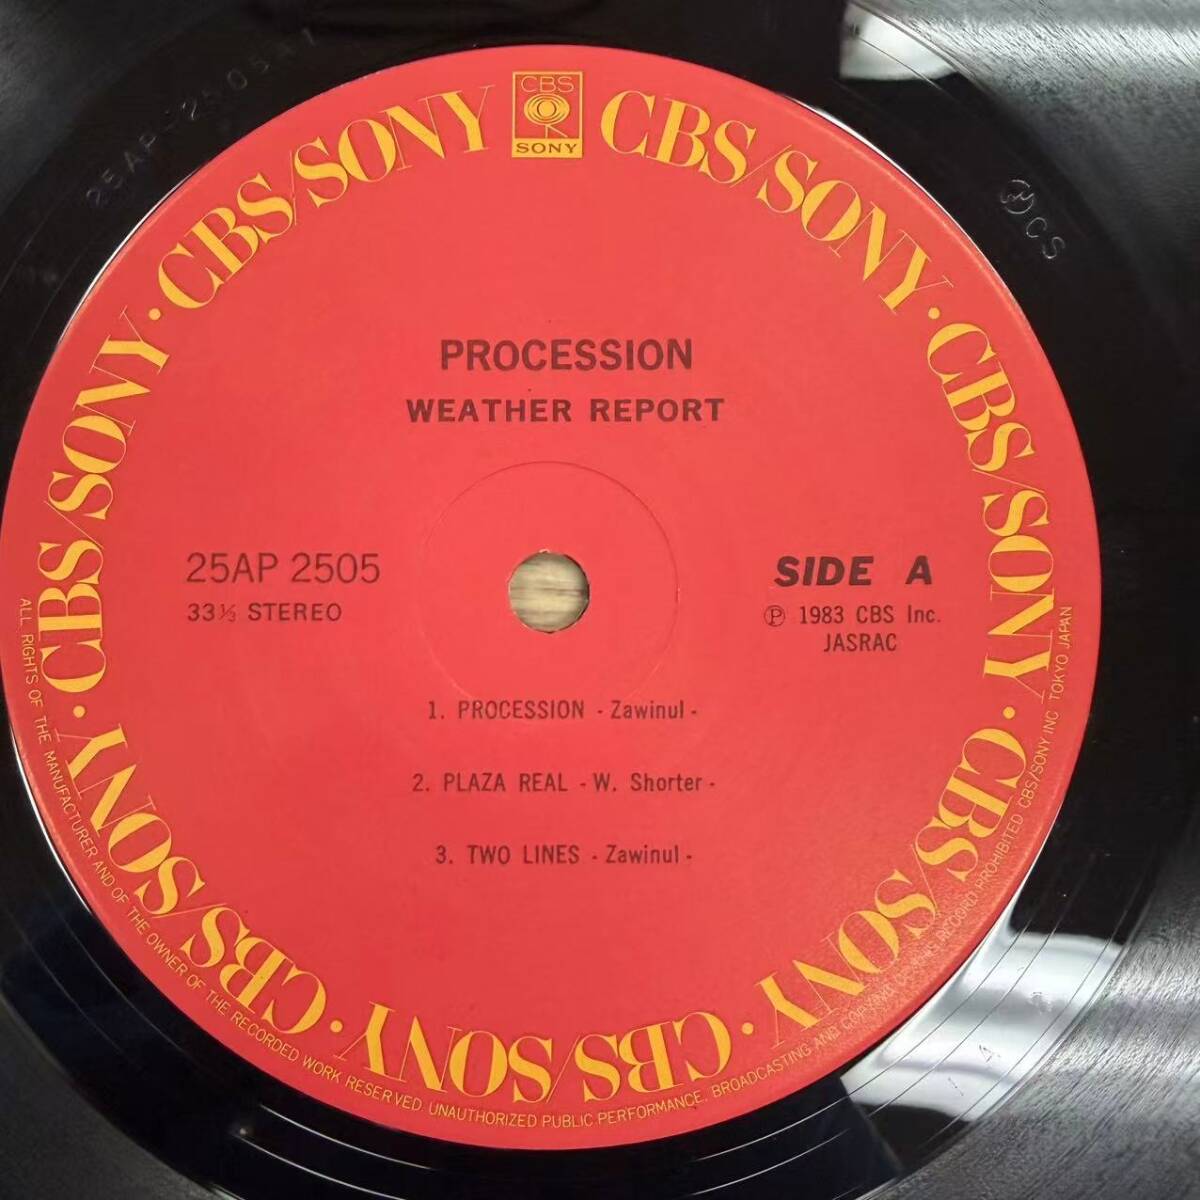 CBS
SONY
CBS/SONY · CBS/SONY · CBS/SONY · CBS/SONY · CBS/SONY · CBS/SONY · CBS/SONY · CBS/SONY · CBS/SONY
PROCESSION
WEATHER REPORT
25AP 2505
33⅓ STEREO
SIDE A
Ⓟ 1983 CBS Inc.
JASRAC
1. PROCESSION - Zawinul -
2. PLAZA REAL - W. Shorter -
3. TWO LINES - Zawinul -
ALL RIGHTS OF THE MANUFACTURER AND OF THE OWNER OF THE RECORDED WORK RESERVED UNAUTHORIZED PUBLIC PERFORMANCE. BROADCASTING AND COPYING OF THIS RECORD PROHIBITED CBS/SONY INC TOKYO JAPAN
CS